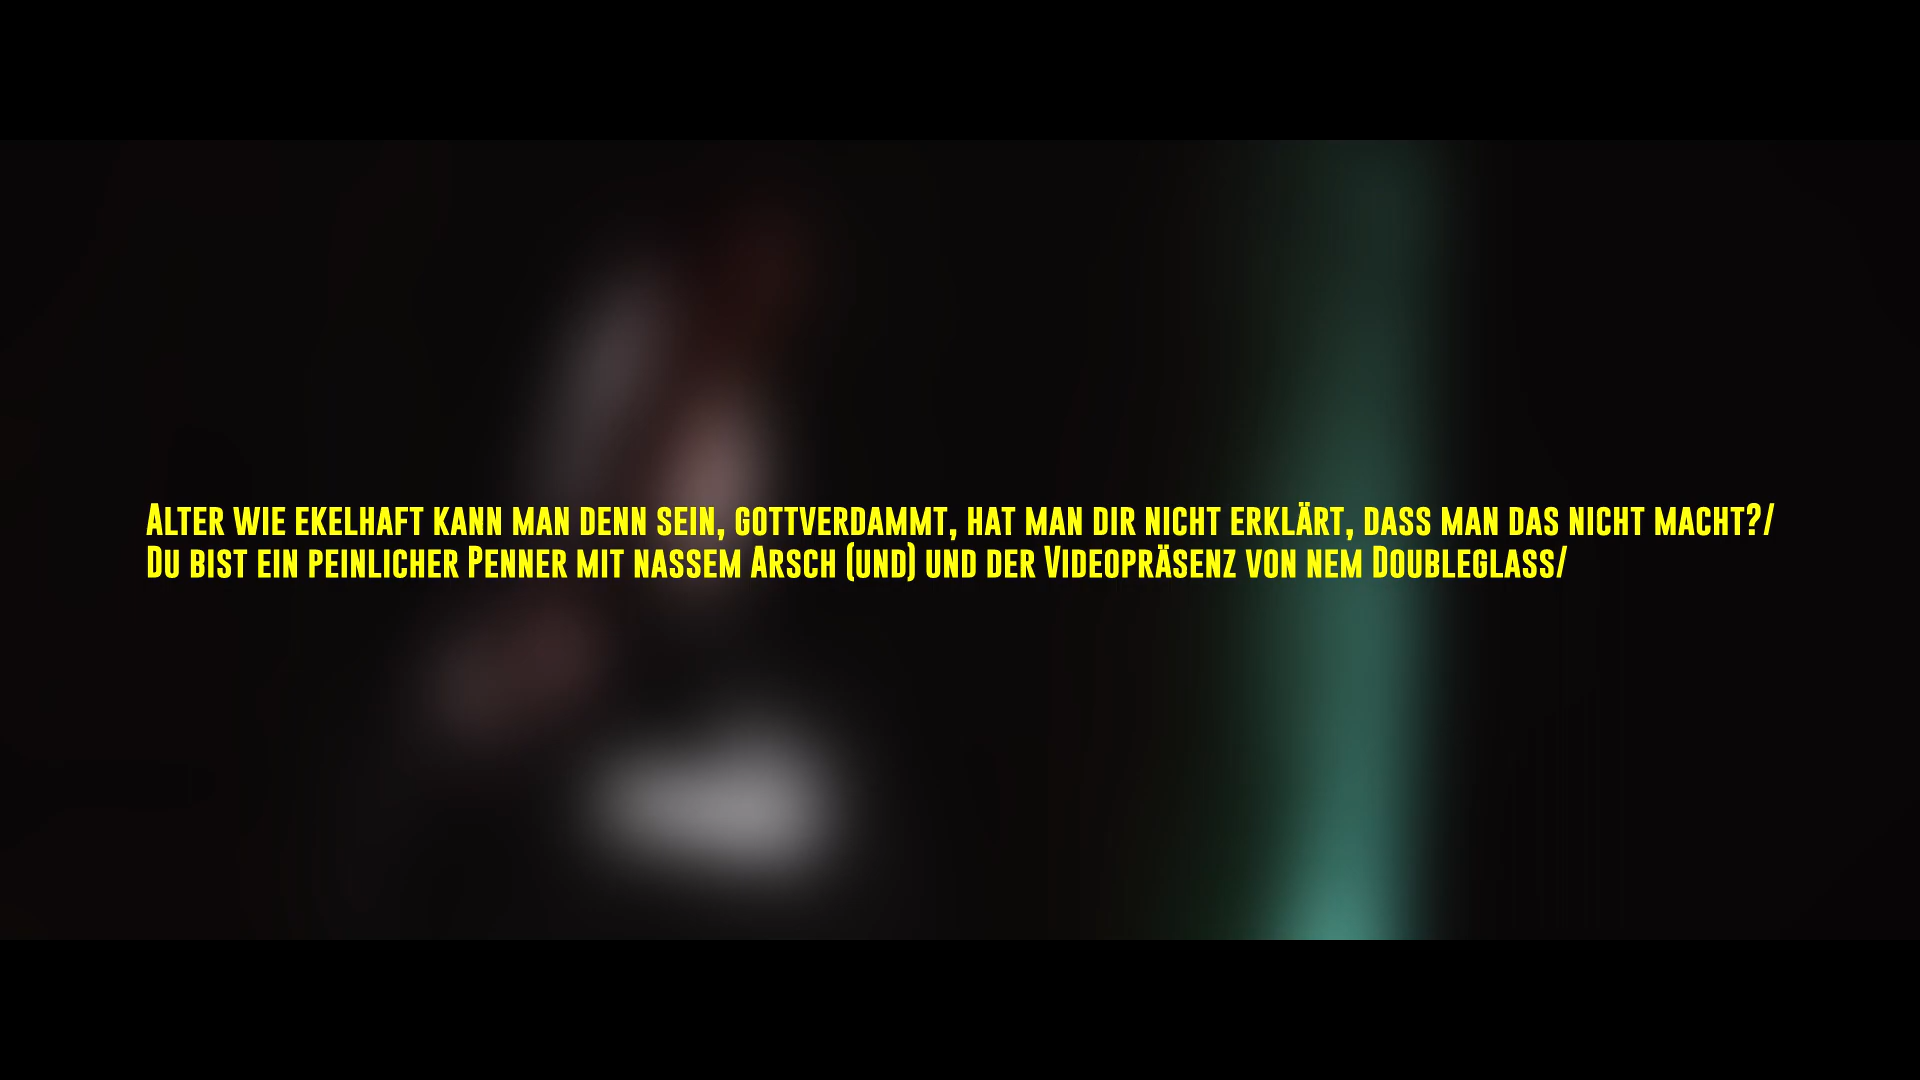 Alter wie ekelhaft kann man denn sein, gottverdammt, hat man dir nicht erklärt, dass man das nicht macht?/
Du bist ein peinlicher Penner mit nassem Arsch (und) und der Videopräsenz von nem Doubleglass/